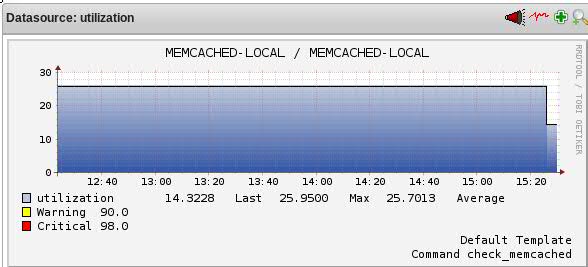 Datasource: utilization
MEMCACHED-LOCAL / MEMCACHED-LOCAL
RRDTOOL / TOBI OETIKER
30
20
10
0
12:40 13:00 13:20 13:40 14:00 14:20 14:40 15:00 15:20
utilization 14.3228 Last 25.9500 Max 25.7013 Average
Warning 90.0
Critical 98.0
Default Template
Command check_memcached